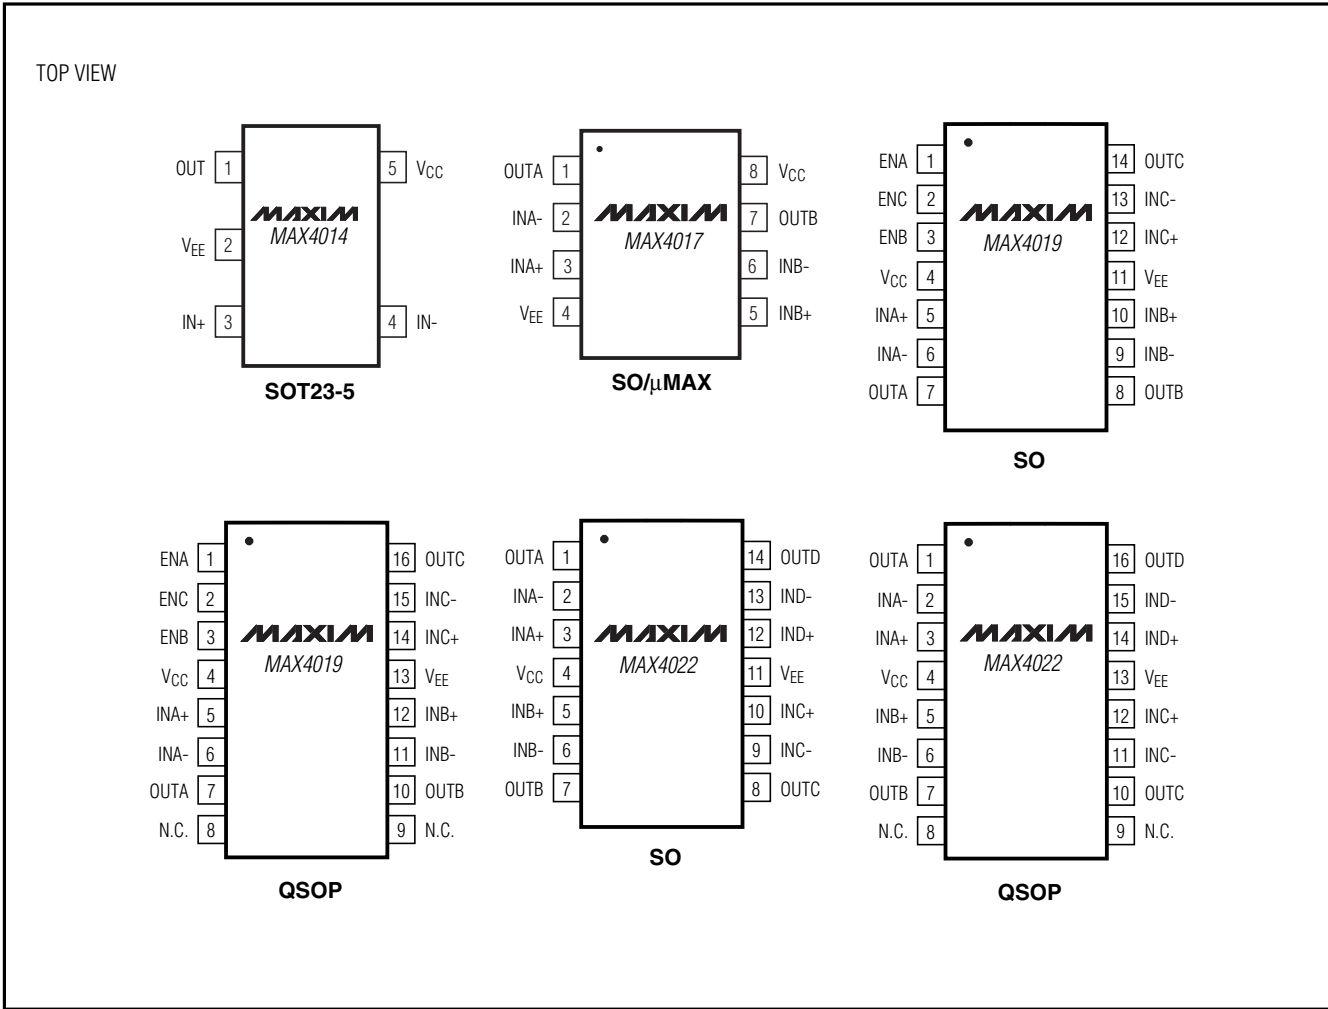 TOP VIEW
OUT 1
5 VCC
MAXIM
MAX4014
VEE 2
IN+ 3
4 IN-
SOT23-5
OUTA 1
8 VCC
INA- 2
MAXIM
7 OUTB
MAX4017
INA+ 3
6 INB-
VEE 4
5 INB+
SO/μMAX
ENA 1
14 OUTC
ENC 2
MAXIM
13 INC-
ENB 3
MAX4019
12 INC+
VCC 4
11 VEE
INA+ 5
10 INB+
INA- 6
9 INB-
OUTA 7
8 OUTB
SO
ENA 1
16 OUTC
ENC 2
15 INC-
ENB 3
MAXIM
14 INC+
MAX4019
VCC 4
13 VEE
INA+ 5
12 INB+
INA- 6
11 INB-
OUTA 7
10 OUTB
N.C. 8
9 N.C.
QSOP
OUTA 1
14 OUTD
INA- 2
13 IND-
INA+ 3
MAXIM
12 IND+
MAX4022
VCC 4
11 VEE
INB+ 5
10 INC+
INB- 6
9 INC-
OUTB 7
8 OUTC
SO
OUTA 1
16 OUTD
INA- 2
15 IND-
INA+ 3
MAXIM
14 IND+
MAX4022
VCC 4
13 VEE
INB+ 5
12 INC+
INB- 6
11 INC-
OUTB 7
10 OUTC
N.C. 8
9 N.C.
QSOP